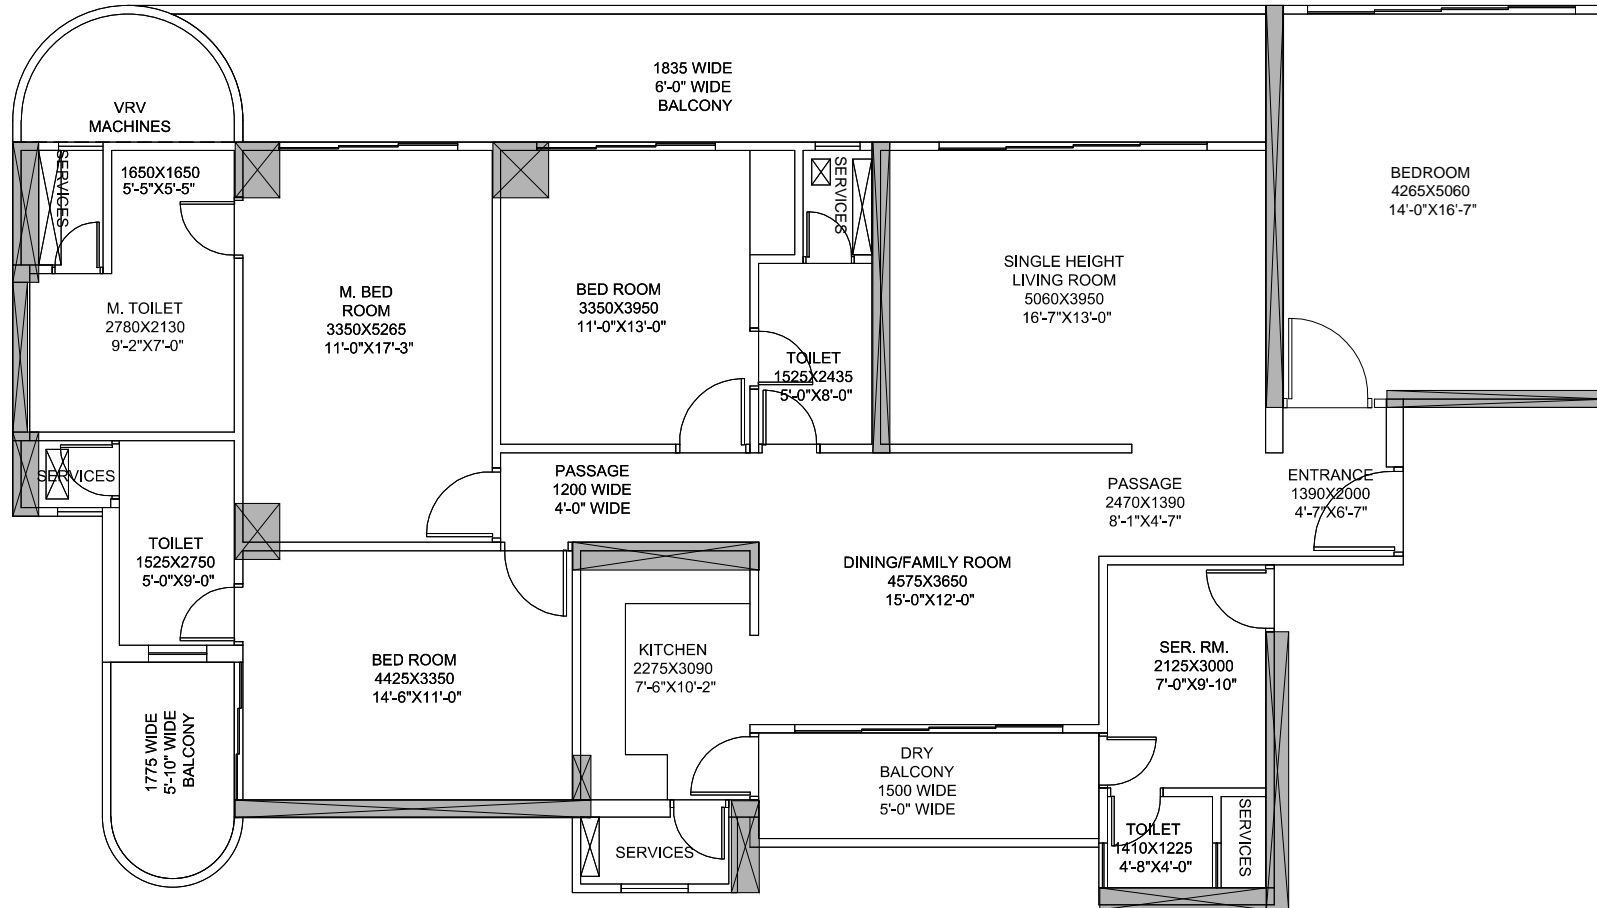 1835 WIDE
6'-0" WIDE
BALCONY
VRV
MACHINES
SERVICES
1650X1650
5'-5"X5'-5"
SERVICES
BEDROOM
4265X5060
14'-0"X16'-7"
M. TOILET
2780X2130
9'-2"X7'-0"
M. BED
ROOM
3350X5265
11'-0"X17'-3"
BED ROOM
3350X3950
11'-0"X13'-0"
SINGLE HEIGHT
LIVING ROOM
5060X3950
16'-7"X13'-0"
TOILET
1525X2435
5'-0"X8'-0"
SERVICES
PASSAGE
1200 WIDE
4'-0" WIDE
PASSAGE
2470X1390
8'-1"X4'-7"
ENTRANCE
1390X2000
4'-7"X6'-7"
TOILET
1525X2750
5'-0"X9'-0"
DINING/FAMILY ROOM
4575X3650
15'-0"X12'-0"
BED ROOM
4425X3350
14'-6"X11'-0"
KITCHEN
2275X3090
7'-6"X10'-2"
SER. RM.
2125X3000
7'-0"X9'-10"
1775 WIDE
5'-10" WIDE
BALCONY
DRY
BALCONY
1500 WIDE
5'-0" WIDE
SERVICES
TOILET
1410X1225
4'-8"X4'-0"
SERVICES